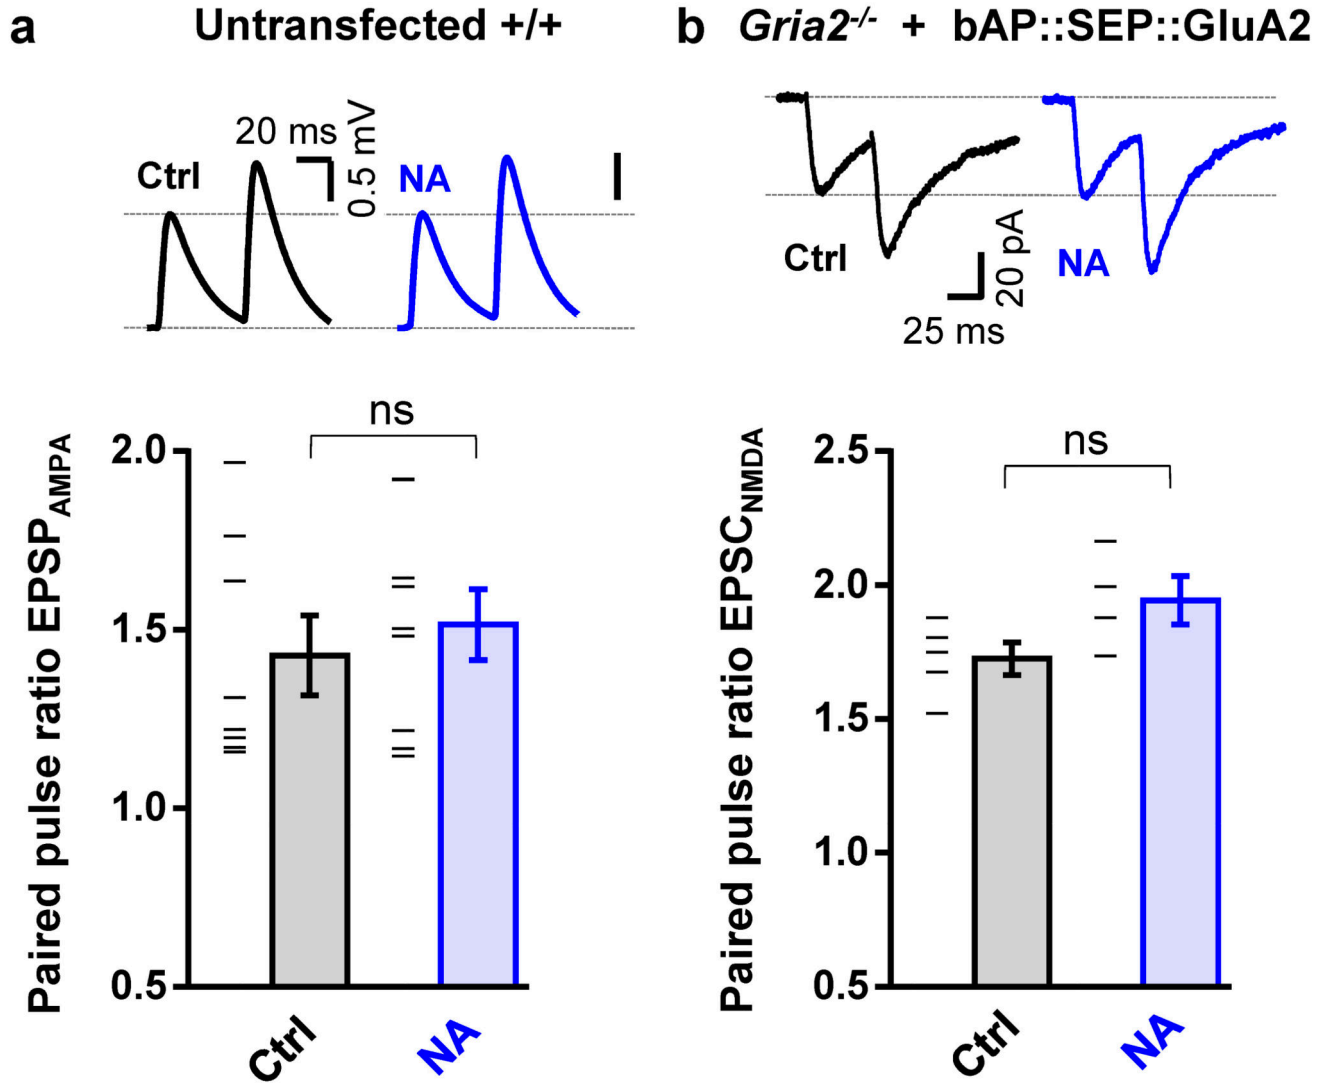 a Untransfected +/+
20 ms
0.5 mV
Ctrl
NA
ns
Paired pulse ratio EPSPAMPA
2.0
1.5
1.0
0.5
Ctrl
NA
b Gria2-/- + bAP::SEP::GluA2
Ctrl
NA
20 pA
25 ms
ns
Paired pulse ratio EPSCNMDA
2.5
2.0
1.5
1.0
0.5
Ctrl
NA